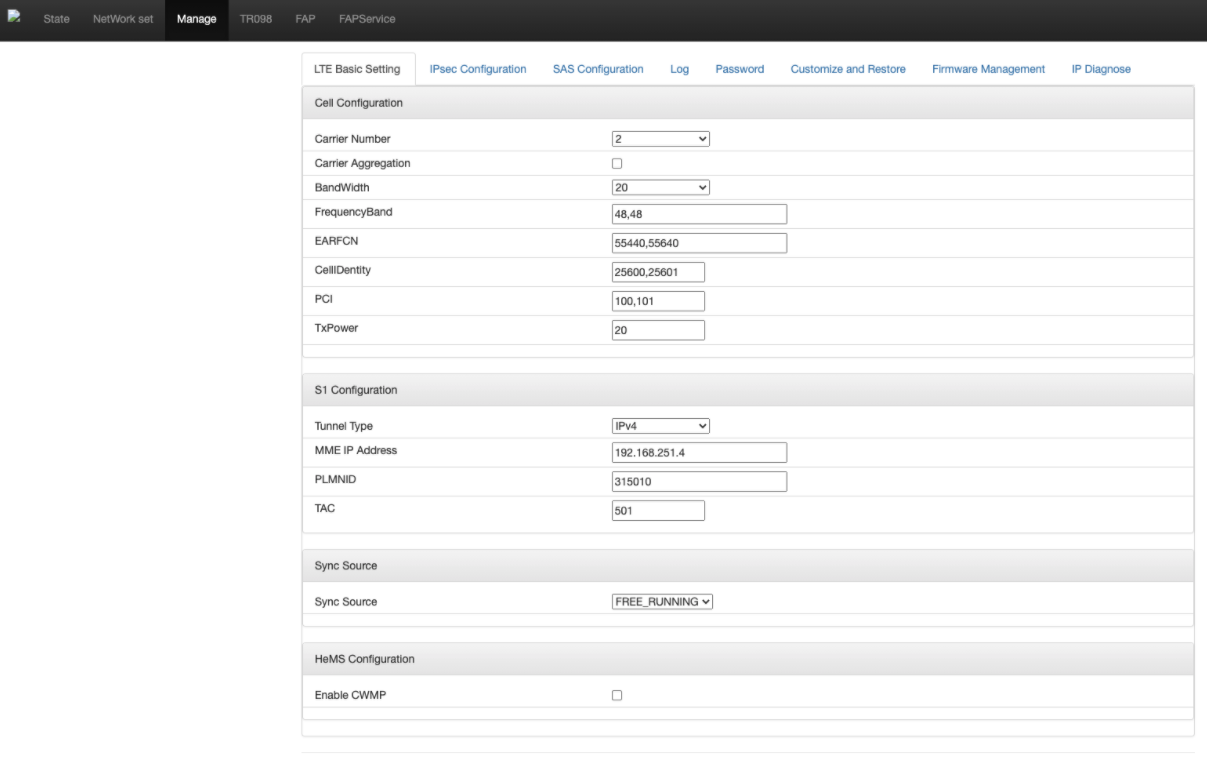 State NetWork set Manage TR098 FAP FAPService
LTE Basic Setting IPsec Configuration SAS Configuration Log Password Customize and Restore Firmware Management IP Diagnose
Cell Configuration
Carrier Number 2
Carrier Aggregation
BandWidth 20
FrequencyBand 48,48
EARFCN 55440,55640
CellIDentity 25600,25601
PCI 100,101
TxPower 20
S1 Configuration
Tunnel Type IPv4
MME IP Address 192.168.251.4
PLMNID 315010
TAC 501
Sync Source
Sync Source FREE_RUNNING
HeMS Configuration
Enable CWMP